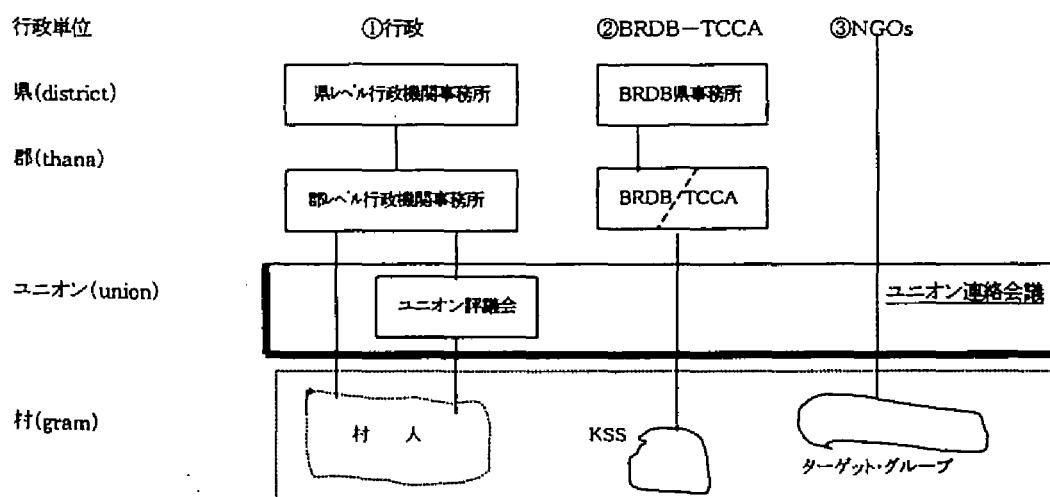 行政単位 ①行政 ②BRDB-TCCA ③NGOs
県(district) 県レベル行政機関事務所 BRDB県事務所
郡(thana)
郡レベル行政機関事務所 BRDB/TCCA
ユニオン(union) ユニオン評議会 ユニオン連絡会議
村(gram) 村 人 KSS
ターゲット・グループ